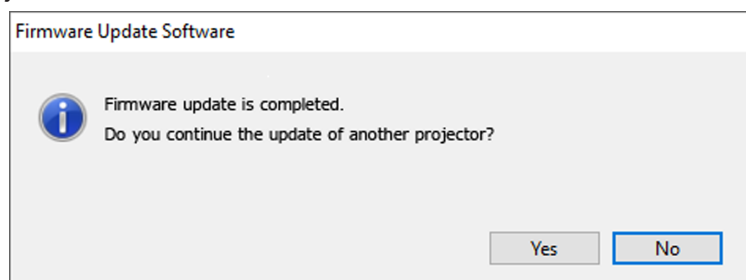 Firmware Update Software
Firmware update is completed.
Do you continue the update of another projector?
Yes
No